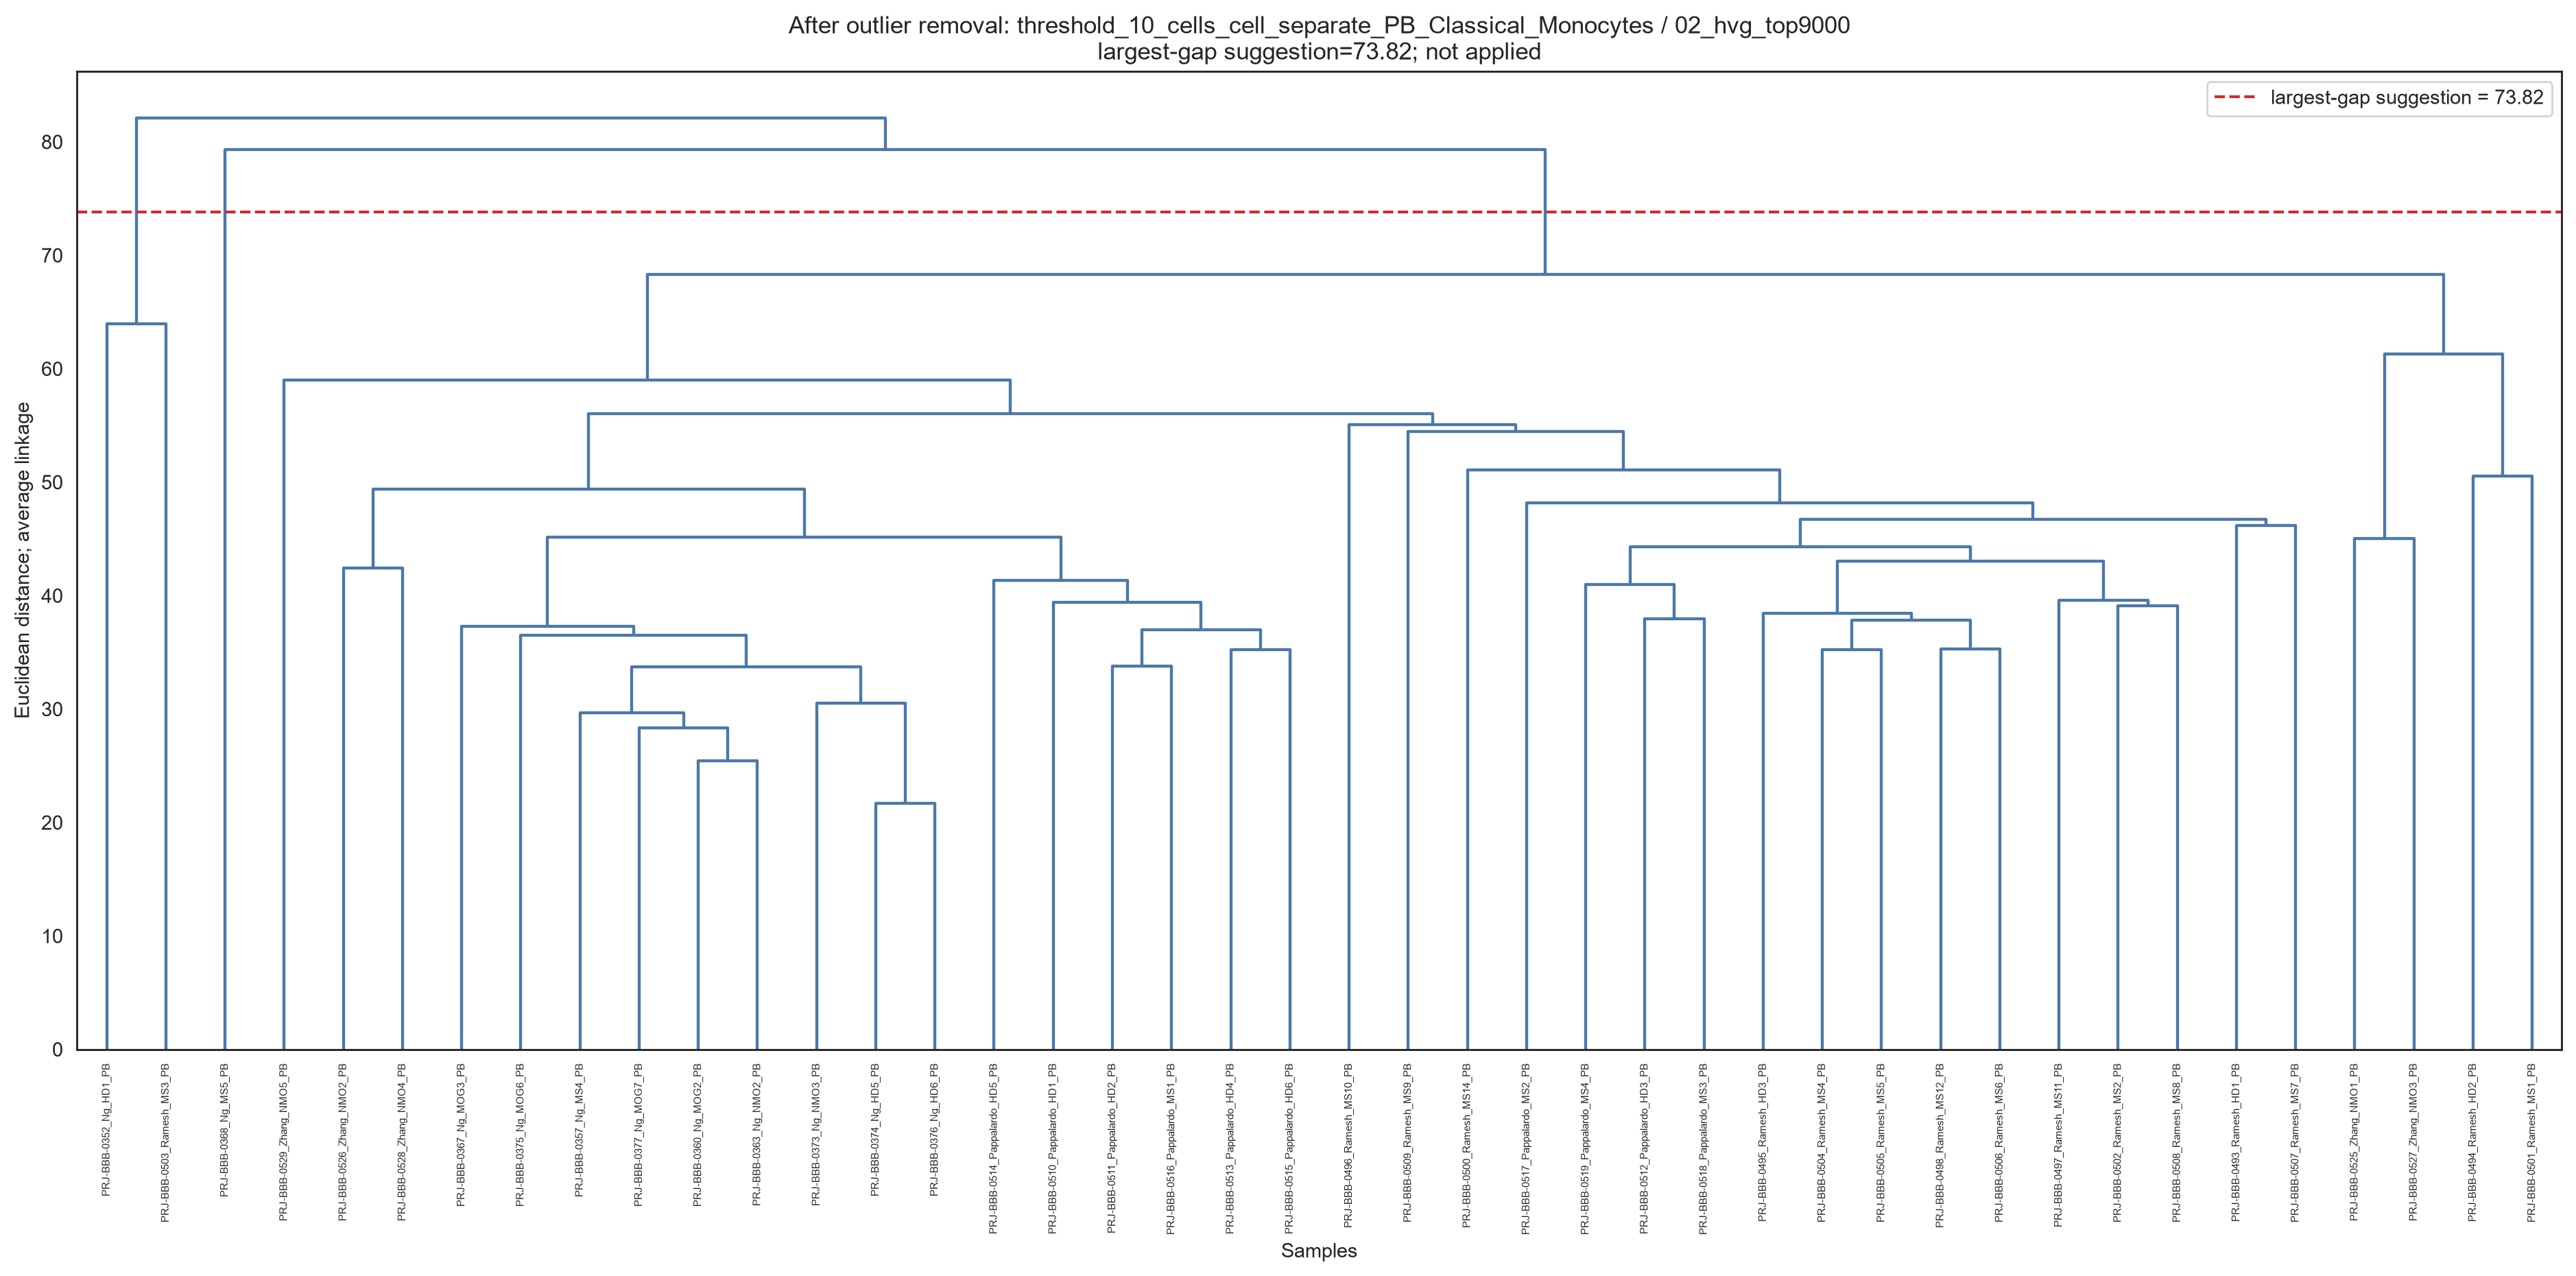 After outlier removal: threshold_10_cells_cell_separate_PB_Classical_Monocytes / 02_hvg_top9000
largest-gap suggestion=73.82; not applied
largest-gap suggestion = 73.82
Euclidean distance; average linkage
80
70
60
50
40
30
20
10
0
PRJ-BBB-0352_Ng_HD1_PB
PRJ-BBB-0503_Ramesh_MS3_PB
PRJ-BBB-0368_Ng_MS5_PB
PRJ-BBB-0529_Zhang_NMO5_PB
PRJ-BBB-0526_Zhang_NMO2_PB
PRJ-BBB-0528_Zhang_NMO4_PB
PRJ-BBB-0367_Ng_MOG3_PB
PRJ-BBB-0375_Ng_MOG6_PB
PRJ-BBB-0357_Ng_MS4_PB
PRJ-BBB-0377_Ng_MOG7_PB
PRJ-BBB-0360_Ng_MOG2_PB
PRJ-BBB-0363_Ng_NMO2_PB
PRJ-BBB-0373_Ng_NMO3_PB
PRJ-BBB-0374_Ng_HD5_PB
PRJ-BBB-0376_Ng_HD6_PB
PRJ-BBB-0514_Pappalardo_HD5_PB
PRJ-BBB-0510_Pappalardo_HD1_PB
PRJ-BBB-0511_Pappalardo_HD2_PB
PRJ-BBB-0516_Pappalardo_MS1_PB
PRJ-BBB-0513_Pappalardo_HD4_PB
PRJ-BBB-0515_Pappalardo_HD6_PB
PRJ-BBB-0496_Ramesh_MS10_PB
PRJ-BBB-0509_Ramesh_MS9_PB
PRJ-BBB-0500_Ramesh_MS14_PB
PRJ-BBB-0517_Pappalardo_MS2_PB
PRJ-BBB-0519_Pappalardo_MS4_PB
PRJ-BBB-0512_Pappalardo_HD3_PB
PRJ-BBB-0518_Pappalardo_MS3_PB
PRJ-BBB-0495_Ramesh_HD3_PB
PRJ-BBB-0504_Ramesh_MS4_PB
PRJ-BBB-0505_Ramesh_MS5_PB
PRJ-BBB-0498_Ramesh_MS12_PB
PRJ-BBB-0506_Ramesh_MS6_PB
PRJ-BBB-0497_Ramesh_MS11_PB
PRJ-BBB-0502_Ramesh_MS2_PB
PRJ-BBB-0508_Ramesh_MS8_PB
PRJ-BBB-0493_Ramesh_HD1_PB
PRJ-BBB-0507_Ramesh_MS7_PB
PRJ-BBB-0525_Zhang_NMO1_PB
PRJ-BBB-0527_Zhang_NMO3_PB
PRJ-BBB-0494_Ramesh_HD2_PB
PRJ-BBB-0501_Ramesh_MS1_PB
Samples